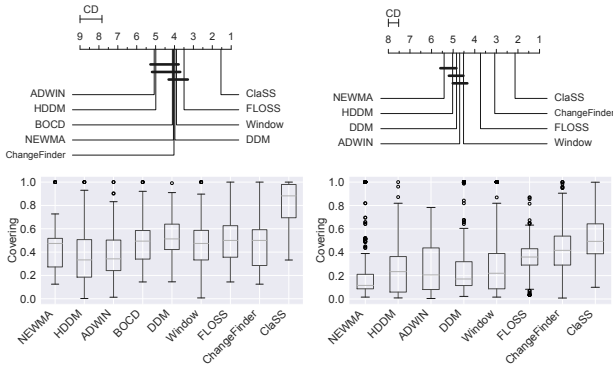 CD
9 8 7 6 5 4 3 2 1
ADWIN
HDDM
BOCD
NEWMA
ChangeFinder
ClaSS
FLOSS
Window
DDM
CD
8 7 6 5 4 3 2 1
NEWMA
HDDM
DDM
ADWIN
ClaSS
ChangeFinder
FLOSS
Window
Covering
1.0
0.8
0.6
0.4
0.2
0.0
NEWMA
HDDM
ADWIN
BOCD
DDM
Window
FLOSS
ChangeFinder
ClaSS
Covering
1.0
0.8
0.6
0.4
0.2
0.0
NEWMA
HDDM
ADWIN
DDM
Window
FLOSS
ChangeFinder
ClaSS